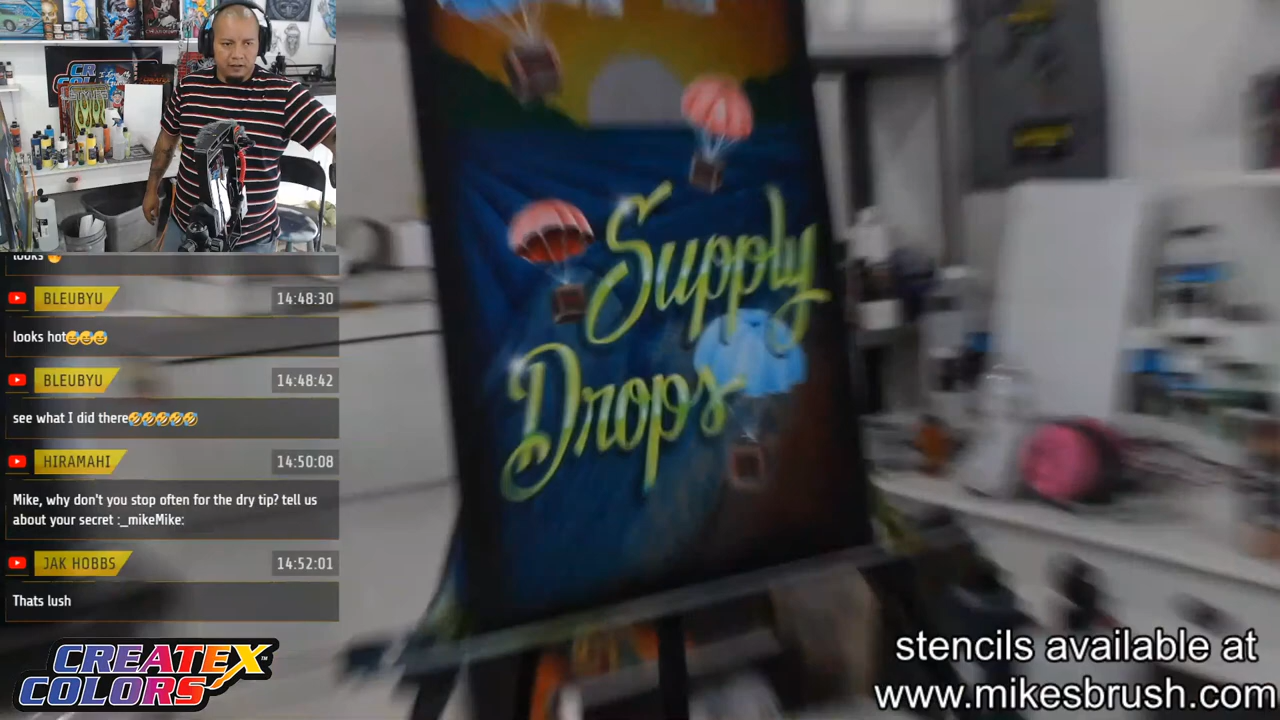 looks
BLEUBYU 14:48:30
looks hot😆😆😆
BLEUBYU 14:48:42
see what I did there🤣🤣🤣🤣🤣
HIRAMAHI 14:50:08
Mike, why don't you stop often for the dry tip? tell us
about your secret :_mikeMike:
JAK HOBBS 14:52:01
Thats lush
CREATEX
COLORS
Supply
Drops
stencils available at
www.mikesbrush.com